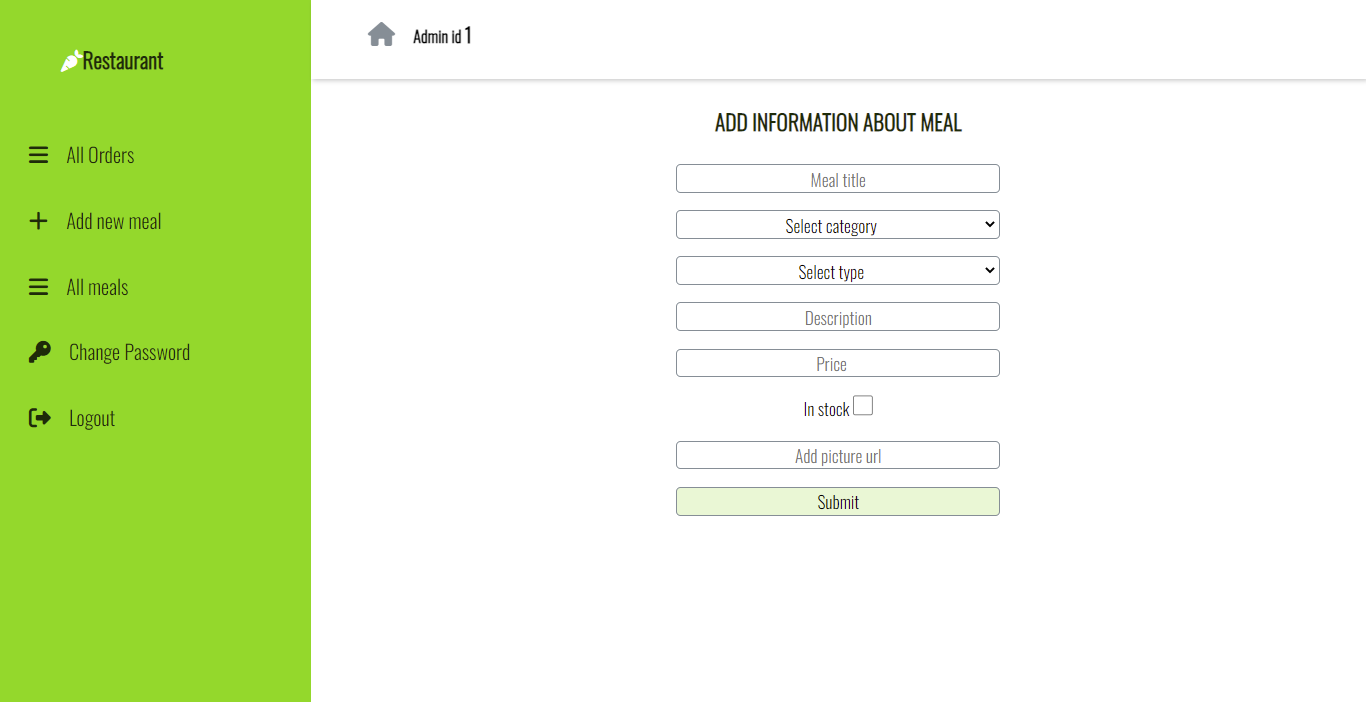 Restaurant
All Orders
Add new meal
All meals
Change Password
Logout
Admin id 1
ADD INFORMATION ABOUT MEAL
Meal title
Select category
Select type
Description
Price
In stock
Add picture url
Submit